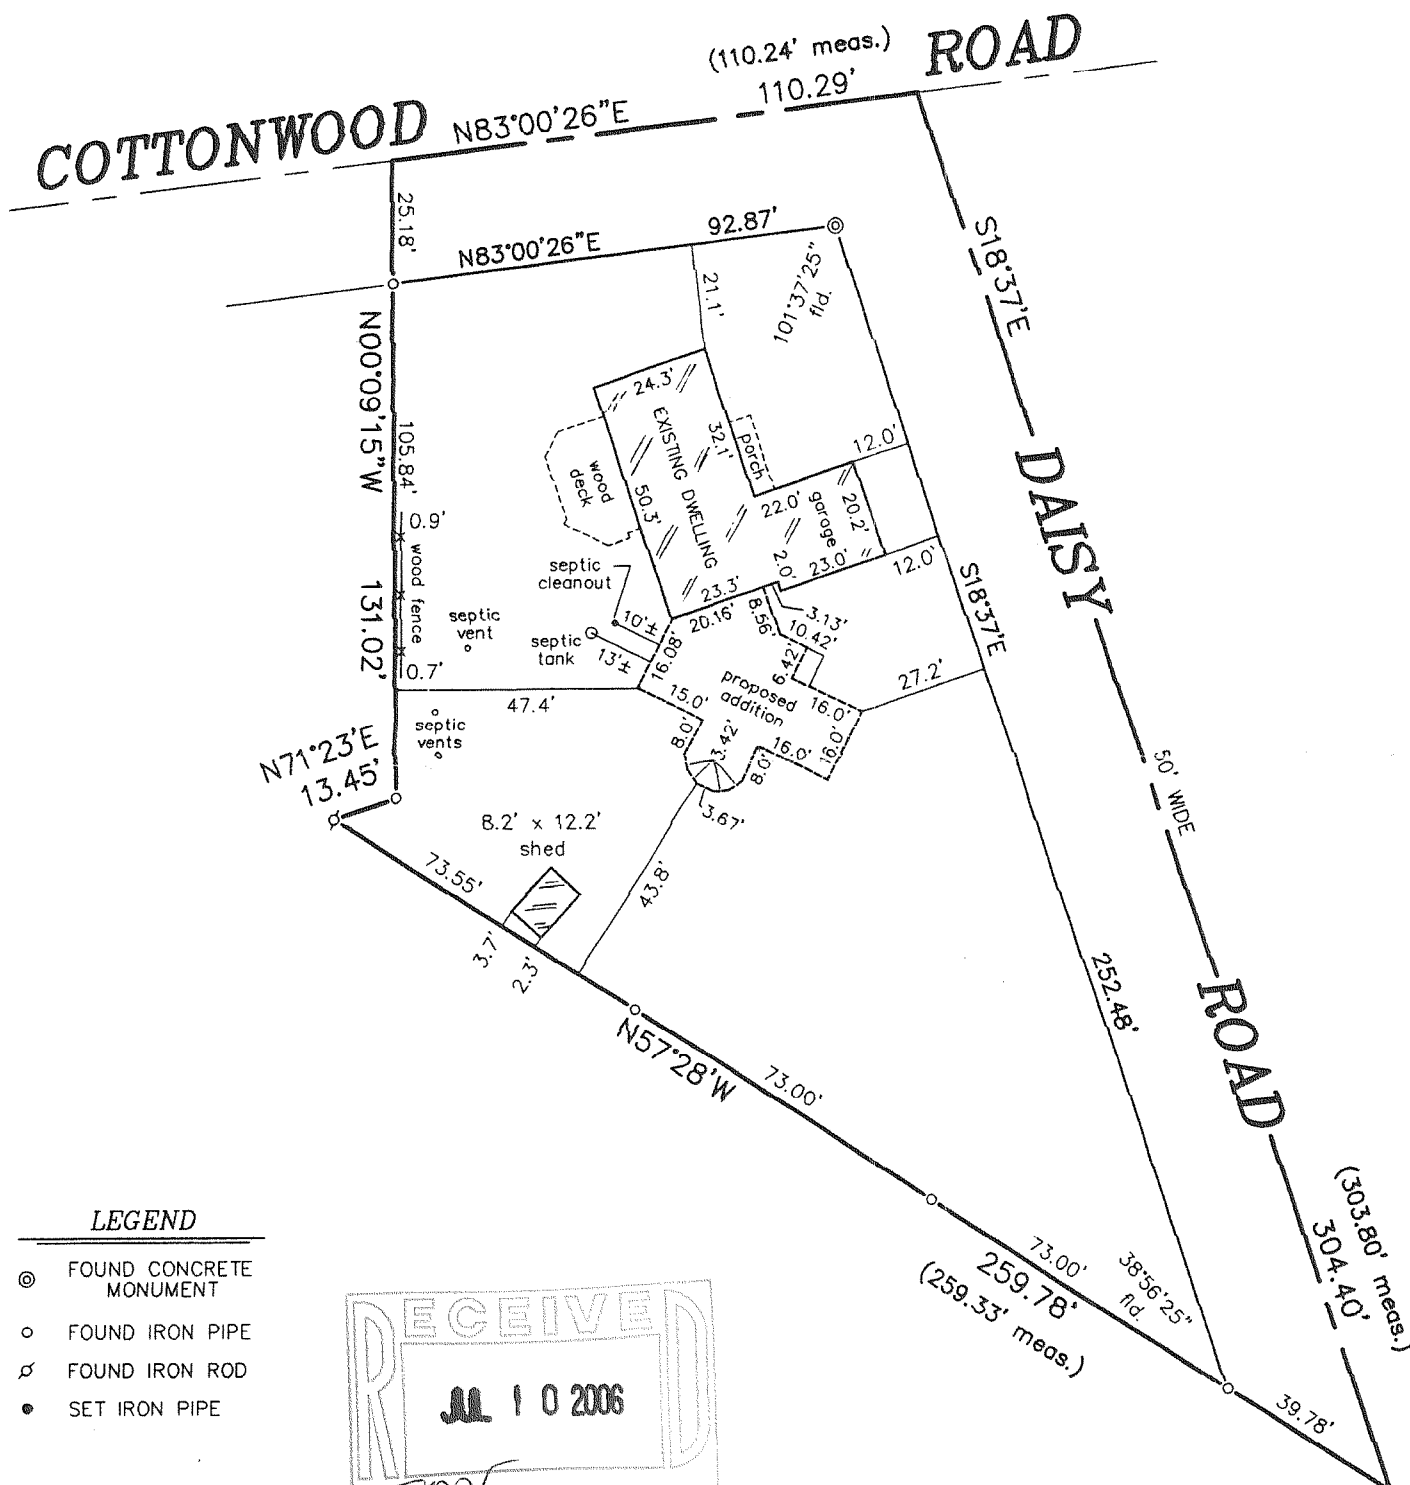 (110.24' meas.)
110.29'
COTTONWOOD ROAD
N83°00'26"E
25.18'
N83°00'26"E
92.87'
S18°37'E
101°37'25"
fld.
21.1'
N00°09'15"W
131.02'
105.84'
24.3'
EXISTING DWELLING
32.1'
porch
12.0'
wood
deck
50.3'
22.0'
garage
20.2'
DAISY ROAD
0.9'
wood fence
0.7'
septic
cleanout
23.3'
2.0'
23.0'
12.0'
S18°37'E
septic
vent
septic
tank
10'±
13'±
20.16'
8.56'
3.13'
10.42'
16.08'
6.42'
proposed
addition
27.2'
47.4'
15.0'
16.0'
septic
vents
8.0'
3.42'
16.0'
16.0'
8.0'
50' WIDE
N71°23'E
13.45'
3.67'
8.2' x 12.2'
shed
73.55'
43.8'
3.7'
2.3'
252.48'
N57°28'W
73.00'
73.00'
38°56'25"
fld.
259.78'
(259.33' meas.)
(303.80' meas.)
304.40'
39.78'
LEGEND
FOUND CONCRETE
MONUMENT
FOUND IRON PIPE
FOUND IRON ROD
SET IRON PIPE
RECEIVED
JUL 10 2006